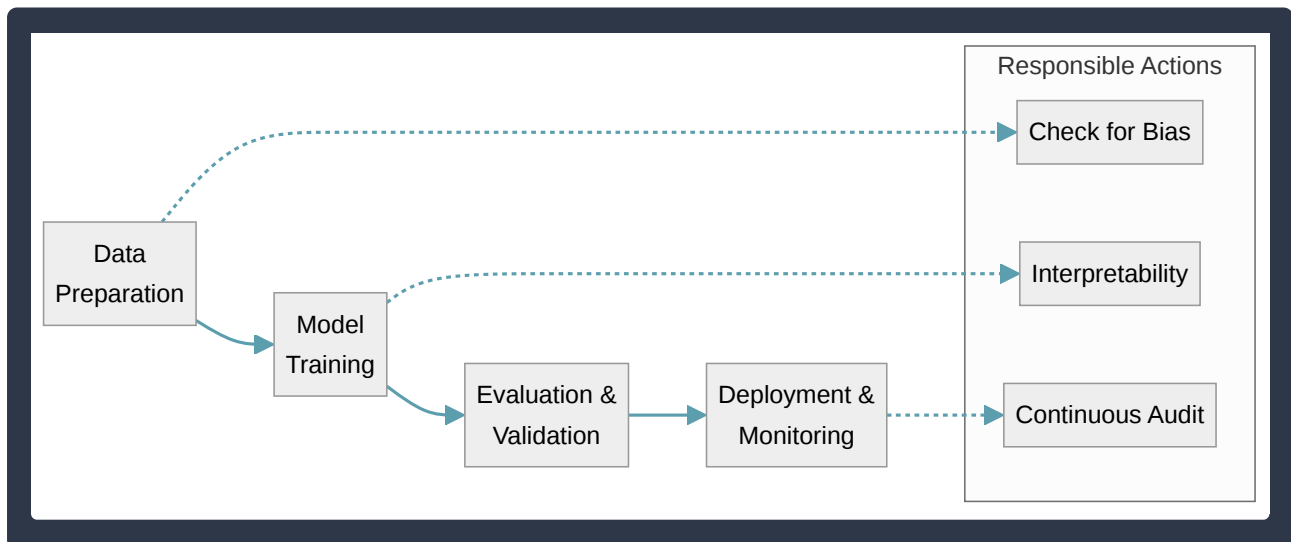 Responsible Actions
Check for Bias
Data
Preparation
Interpretability
Model
Training
Evaluation &
Validation
Deployment &
Monitoring
Continuous Audit